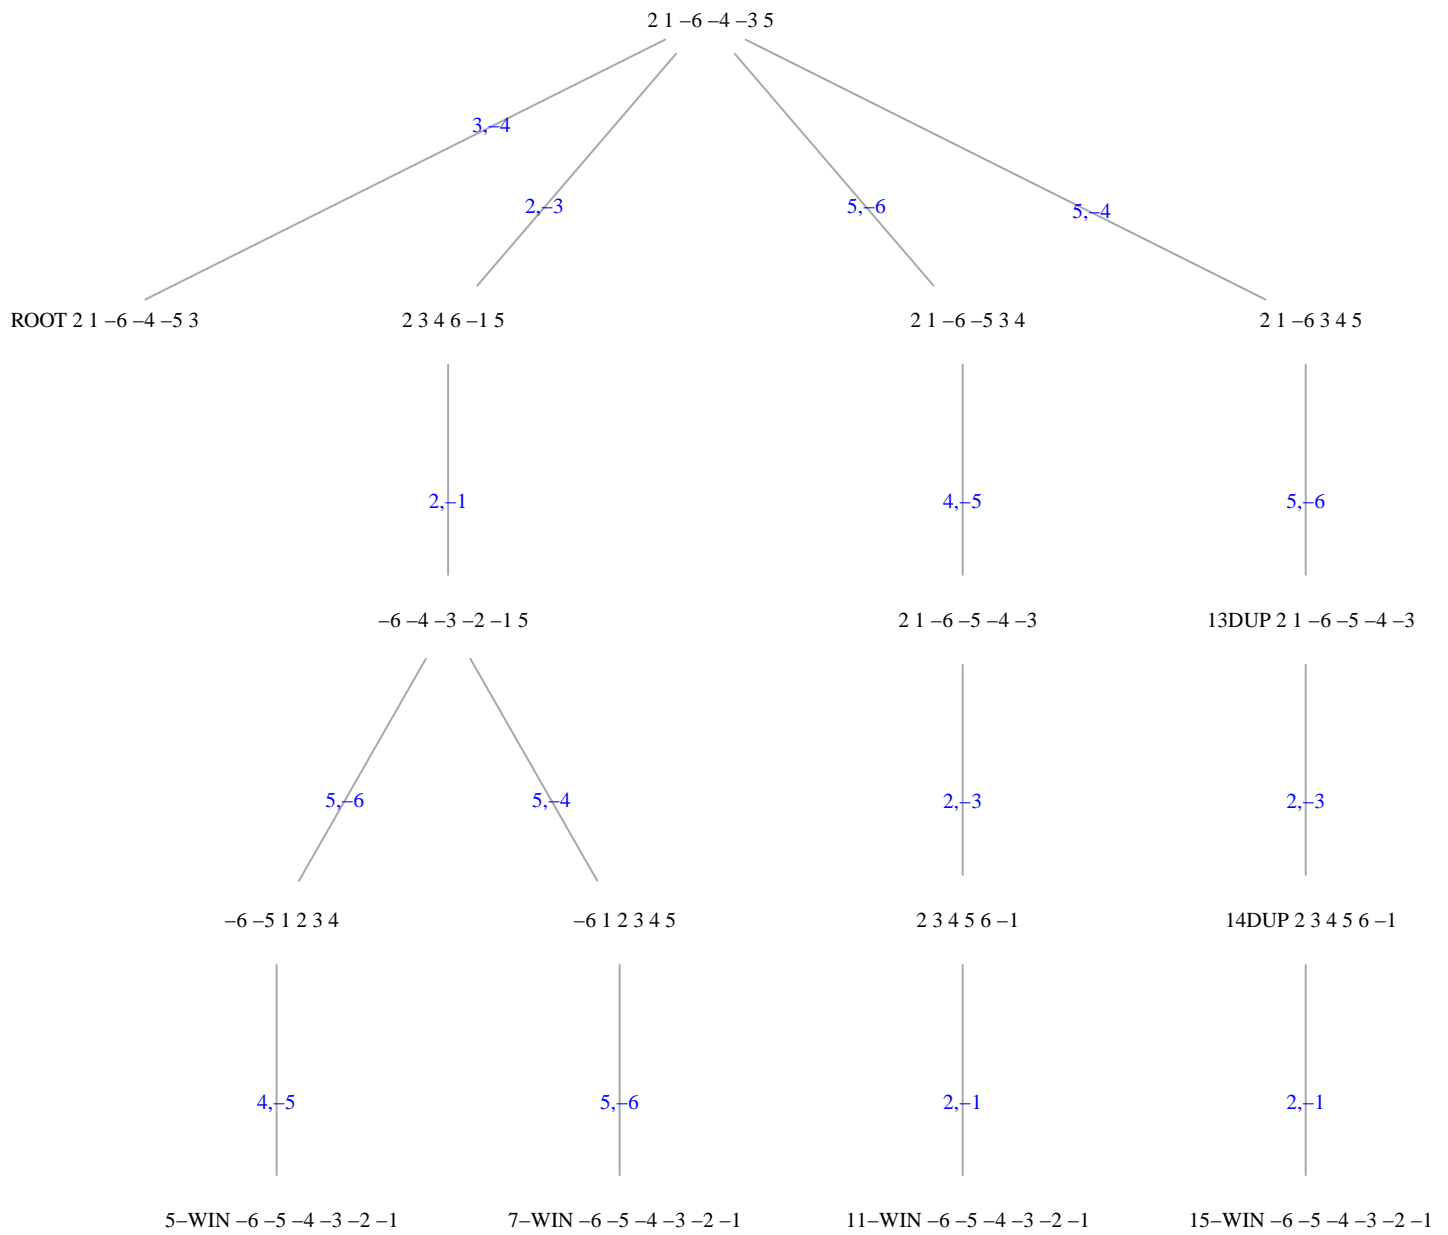 2 1 –6 –4 –3 5
3,–4
2,–3
5,–6
5,–4
ROOT 2 1 –6 –4 –5 3
2 3 4 6 –1 5
2 1 –6 –5 3 4
2 1 –6 3 4 5
2,–1
4,–5
5,–6
–6 –4 –3 –2 –1 5
2 1 –6 –5 –4 –3
13DUP 2 1 –6 –5 –4 –3
5,–6
5,–4
2,–3
2,–3
–6 –5 1 2 3 4
–6 1 2 3 4 5
2 3 4 5 6 –1
14DUP 2 3 4 5 6 –1
4,–5
5,–6
2,–1
2,–1
5–WIN –6 –5 –4 –3 –2 –1
7–WIN –6 –5 –4 –3 –2 –1
11–WIN –6 –5 –4 –3 –2 –1
15–WIN –6 –5 –4 –3 –2 –1